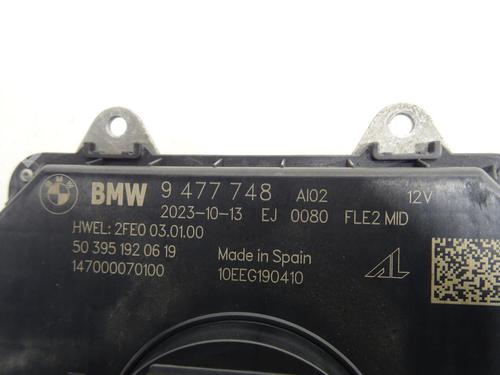 BMW 9 477 748 AI02 12V
2023-10-13 EJ 0080 FLE2 MID
HWEL: 2FE0 03.01.00
50 395 192 06 19 Made in Spain
147000070100 10EEG190410